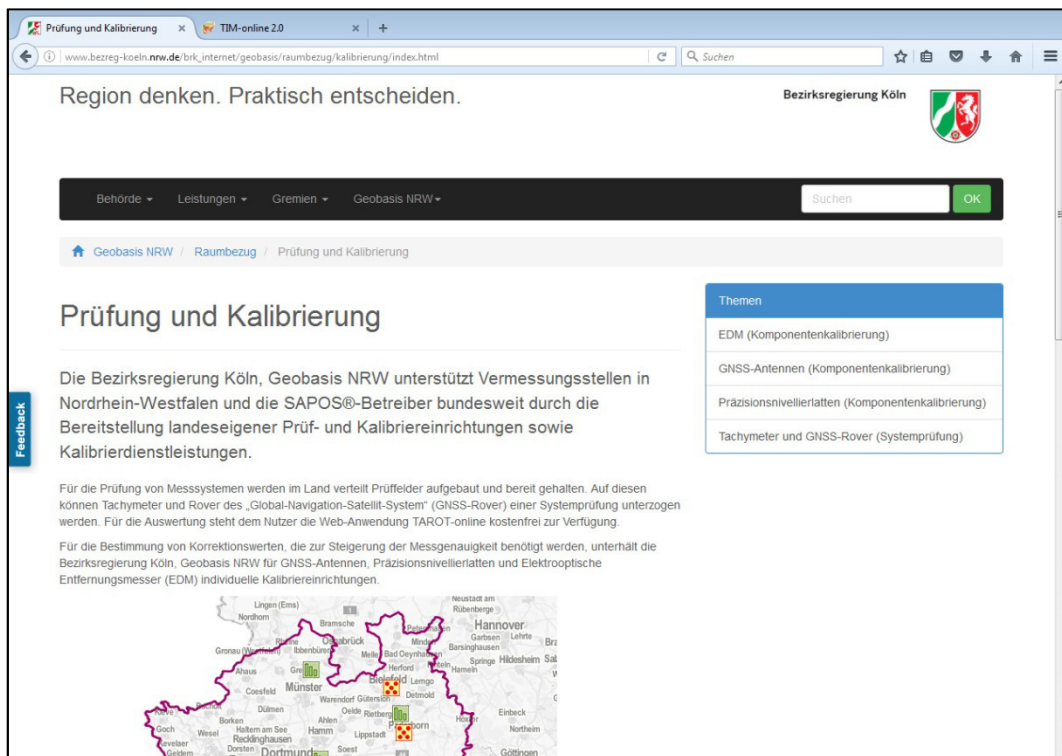 Prüfung und Kalibrierung
TIM-online 2.0
www.bezreg-koeln.nrw.de/brk_internet/geobasis/raumbezug/kalibrierung/index.html
Suchen
Region denken. Praktisch entscheiden.
Bezirksregierung Köln
Behörde
Leistungen
Gremien
Geobasis NRW
Suchen
OK
Geobasis NRW / Raumbezug / Prüfung und Kalibrierung
Prüfung und Kalibrierung
Die Bezirksregierung Köln, Geobasis NRW unterstützt Vermessungsstellen in
Nordrhein-Westfalen und die SAPOS®-Betreiber bundesweit durch die
Bereitstellung landeseigener Prüf- und Kalibriereinrichtungen sowie
Kalibrierdienstleistungen.
Für die Prüfung von Messsystemen werden im Land verteilt Prüffelder aufgebaut und bereit gehalten. Auf diesen
können Tachymeter und Rover des „Global-Navigation-Satellit-System“ (GNSS-Rover) einer Systemprüfung unterzogen
werden. Für die Auswertung steht dem Nutzer die Web-Anwendung TAROT-online kostenfrei zur Verfügung.
Für die Bestimmung von Korrektionswerten, die zur Steigerung der Messgenauigkeit benötigt werden, unterhält die
Bezirksregierung Köln, Geobasis NRW für GNSS-Antennen, Präzisionsnivellierlatten und Elektrooptische
Entfernungsmesser (EDM) individuelle Kalibriereinrichtungen.
Themen
EDM (Komponentenkalibrierung)
GNSS-Antennen (Komponentenkalibrierung)
Präzisionsnivellierlatten (Komponentenkalibrierung)
Tachymeter und GNSS-Rover (Systemprüfung)
Feedback
Lingen (Ems)
Neustadt am
Rübenberge
Nordhorn
Bramsche
Hannover
Garbsen
Lehrte
Minden
Barsinghausen
Ibbenbüren
Melle
Bad Oeynhausen
Springe
Hildesheim
Herford
Hameln
Ahaus
Bielefeld
Lemgo
Coesfeld
Münster
Warendorf
Gütersloh
Detmold
Dülmen
Oelde
Rietberg
Einbeck
Borken
Ahlen
Goch
Wesel
Haltern am See
Hamm
Lippstadt
Northeim
Recklinghausen
Dorsten
Dortmund
Soest
Göttingen